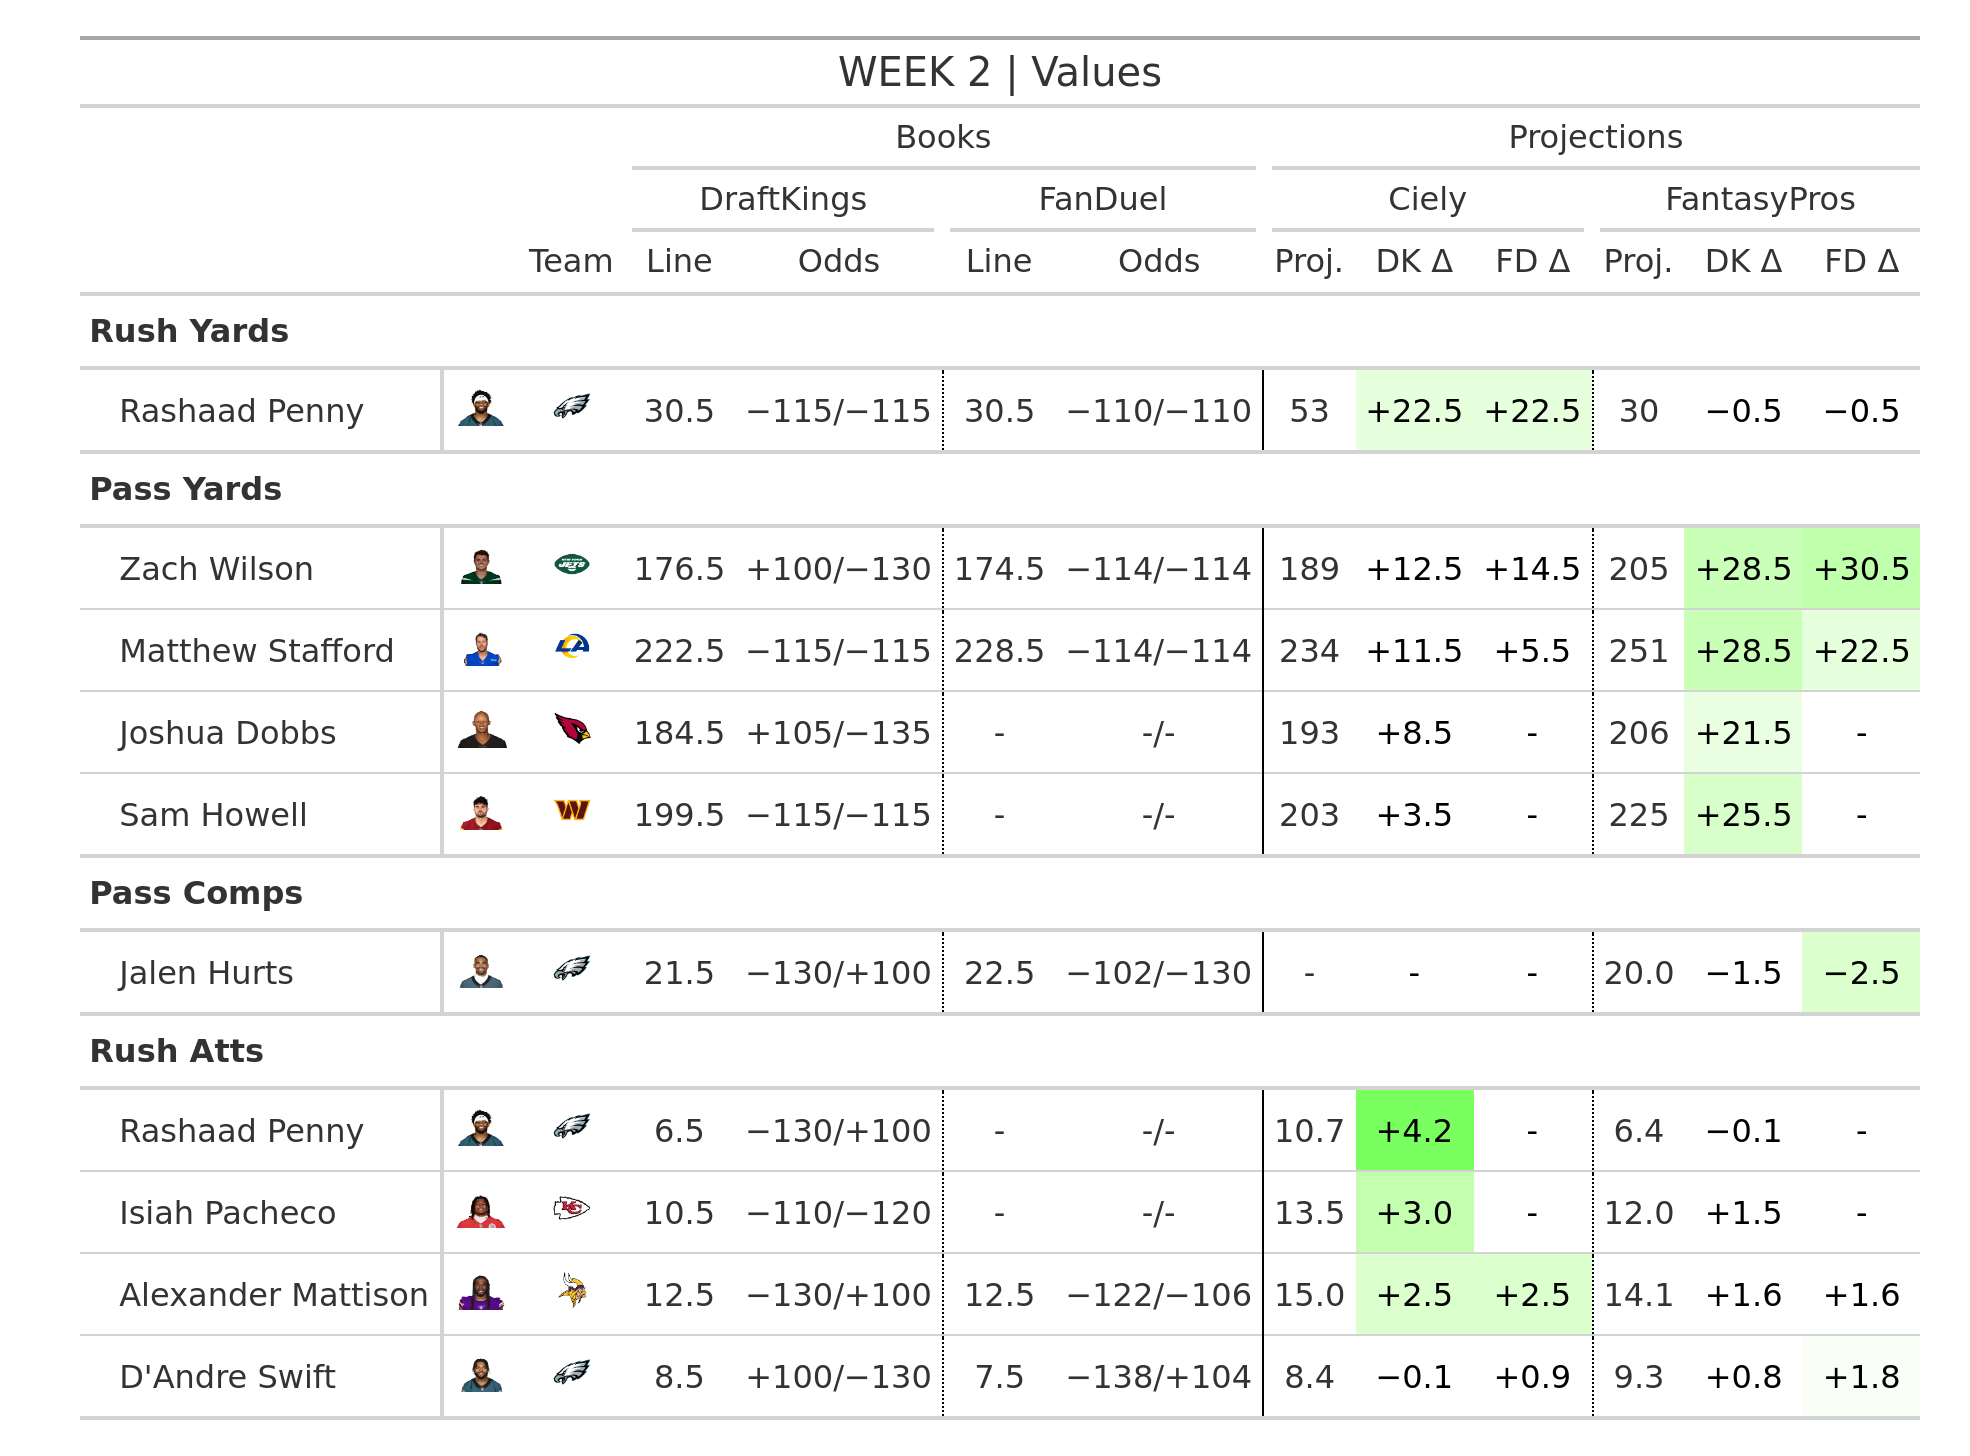 WEEK 2 | Values
Books Projections
DraftKings FanDuel Ciely FantasyPros
Team Line Odds Line Odds Proj. DK Δ FD Δ Proj. DK Δ FD Δ
Rush Yards
Rashaad Penny 30.5 −115/−115 30.5 −110/−110 53 +22.5 +22.5 30 −0.5 −0.5
Pass Yards
Zach Wilson JETS 176.5 +100/−130 174.5 −114/−114 189 +12.5 +14.5 205 +28.5 +30.5
Matthew Stafford LA 222.5 −115/−115 228.5 −114/−114 234 +11.5 +5.5 251 +28.5 +22.5
Joshua Dobbs 184.5 +105/−135 - -/- 193 +8.5 - 206 +21.5 -
Sam Howell W 199.5 −115/−115 - -/- 203 +3.5 - 225 +25.5 -
Pass Comps
Jalen Hurts 21.5 −130/+100 22.5 −102/−130 - - - 20.0 −1.5 −2.5
Rush Atts
Rashaad Penny 6.5 −130/+100 - -/- 10.7 +4.2 - 6.4 −0.1 -
Isiah Pacheco KC 10.5 −110/−120 - -/- 13.5 +3.0 - 12.0 +1.5 -
Alexander Mattison 12.5 −130/+100 12.5 −122/−106 15.0 +2.5 +2.5 14.1 +1.6 +1.6
D'Andre Swift 8.5 +100/−130 7.5 −138/+104 8.4 −0.1 +0.9 9.3 +0.8 +1.8